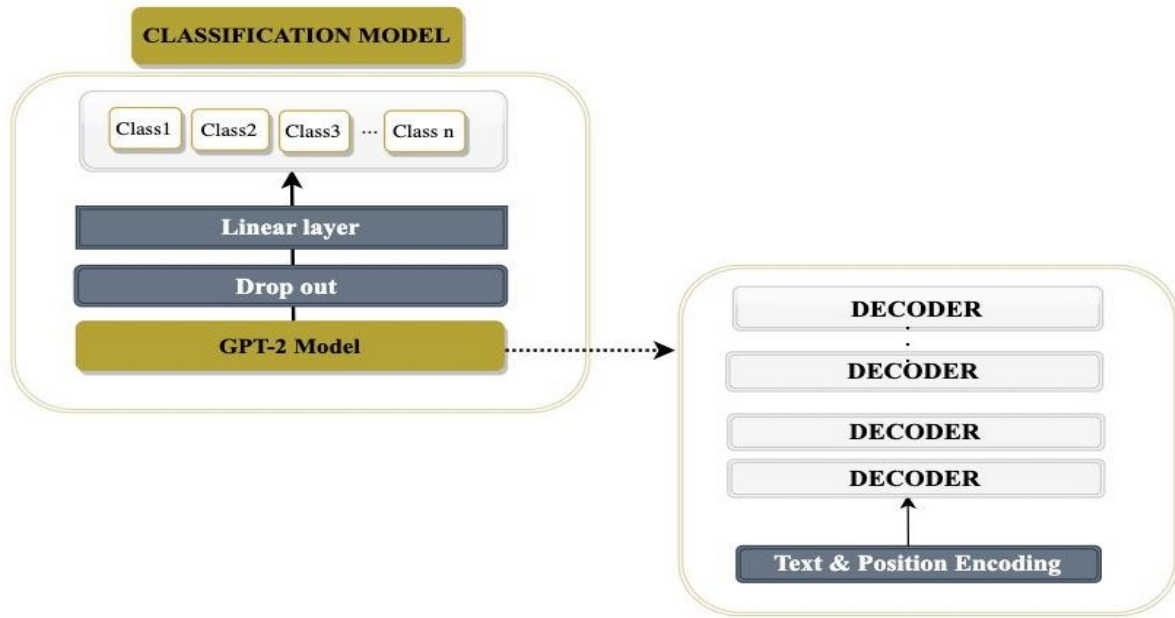 CLASSIFICATION MODEL
Class1 Class2 Class3 ... Class n
Linear layer
Drop out
GPT-2 Model
DECODER
DECODER
DECODER
DECODER
Text & Position Encoding